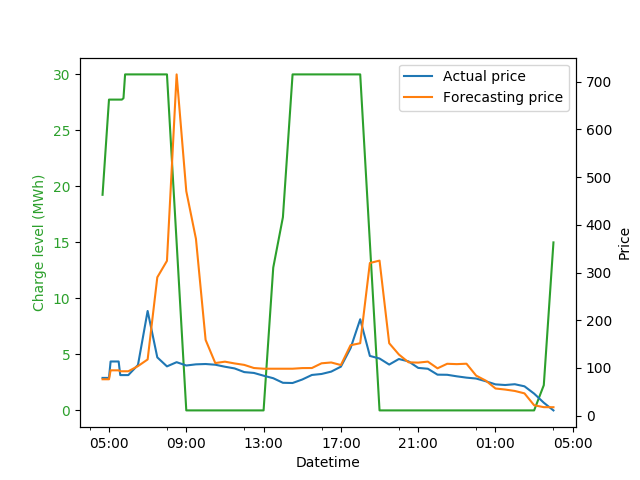 Actual price
Forecasting price
30
25
20
15
10
5
0
Charge level (MWh)
700
600
500
400
300
200
100
0
Price
05:00 09:00 13:00 17:00 21:00 01:00 05:00
Datetime